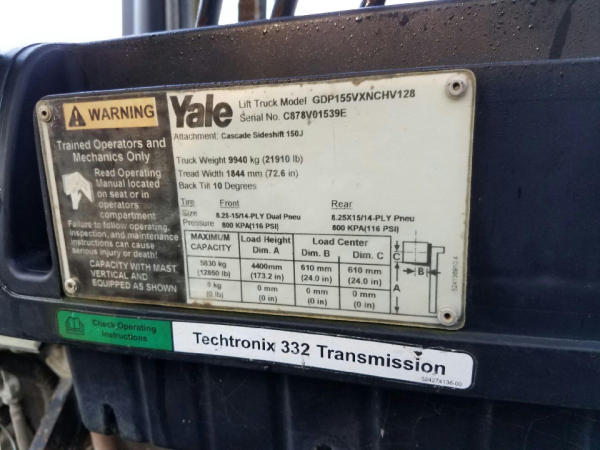 WARNING
Trained Operators and
Mechanics Only
Read Operating
Manual located
on seat or in
operators
compartment
Failure to follow operating,
inspection, and maintenance
instructions can cause
serious injury or death!
CAPACITY WITH MAST
VERTICAL AND
EQUIPPED AS SHOWN
Yale
Lift Truck Model GDP155VXNCHV128
Serial No. C878V01539E
Attachment: Cascade Sideshift 150J
Truck Weight 9940 kg (21910 lb)
Tread Width 1844 mm (72.6 in)
Back Tilt 10 Degrees
Tire Front Rear
Size 8.25-15/14-PLY Dual Pneu 8.25X15/14-PLY Pneu
Pressure 800 KPA(116 PSI) 800 KPA(116 PSI)
MAXIMUM CAPACITY Load Height Dim. A Load Center Dim. B Dim. C
5830 kg 4400mm 610 mm 610 mm
(12850 lb) (173.2 in) (24.0 in) (24.0 in)
0 kg 0 mm 0 mm 0 mm
(0 lb) (0 in) (0 in) (0 in)
C
B
A
Check Operating
Instructions
Techtronix 332 Transmission
524274136-00